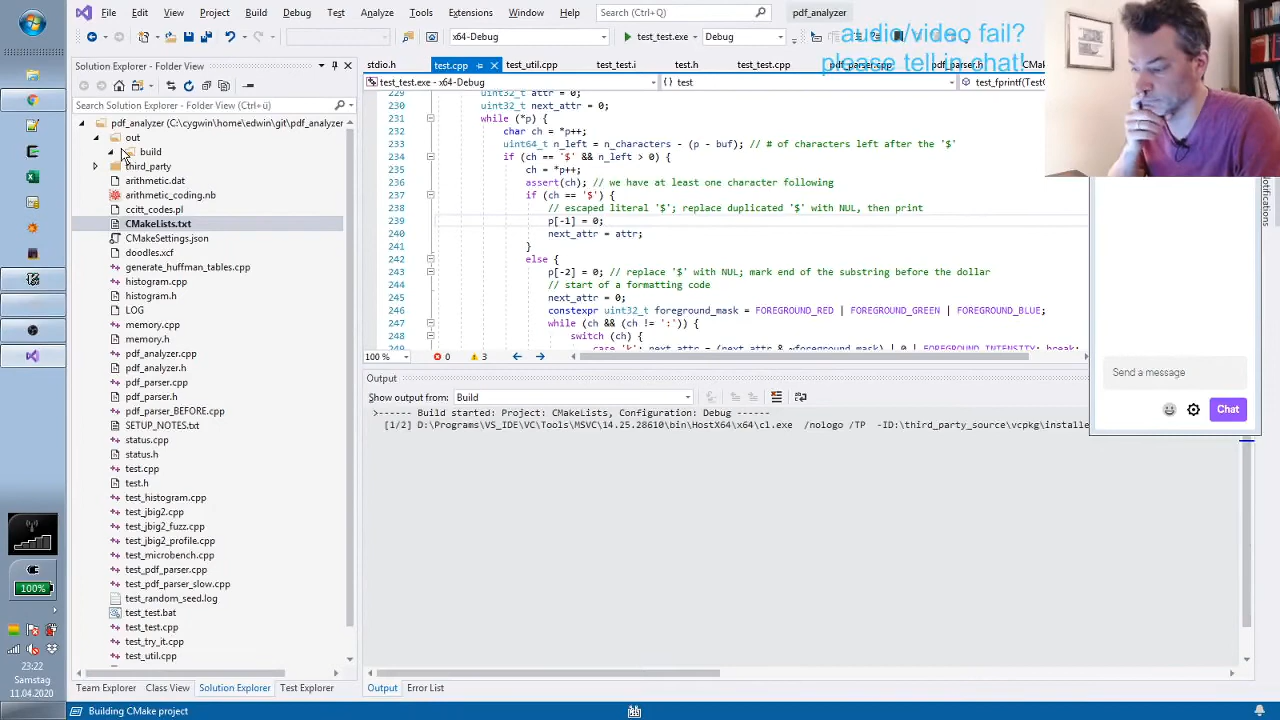 File Edit View Project Build Debug Test Analyze Tools Extensions Window Help Search (Ctrl+Q) pdf_analyzer
x64-Debug test_test.exe Debug
audio/video fail?
please tell in chat!
Solution Explorer - Folder View
Search Solution Explorer - Folder View (Ctrl+ü)
pdf_analyzer (C:\cygwin\home\edwin\git\pdf_analyzer
out
build
third_party
arithmetic.dat
arithmetic_coding.nb
ccitt_codes.pl
CMakeLists.txt
CMakeSettings.json
doodles.xcf
generate_huffman_tables.cpp
histogram.cpp
histogram.h
LOG
memory.cpp
memory.h
pdf_analyzer.cpp
pdf_analyzer.h
pdf_parser.cpp
pdf_parser.h
pdf_parser_BEFORE.cpp
SETUP_NOTES.txt
status.cpp
status.h
test.cpp
test.h
test_histogram.cpp
test_jbig2.cpp
test_jbig2_fuzz.cpp
test_jbig2_profile.cpp
test_microbench.cpp
test_pdf_parser.cpp
test_pdf_parser_slow.cpp
test_random_seed.log
test_test.bat
test_test.cpp
test_try_it.cpp
test_util.cpp
Team Explorer Class View Solution Explorer Test Explorer
stdio.h test.cpp test_util.cpp test_test.i test.h test_test.cpp pdf_parser.cpp pdf_parser.h
test_test.exe - x64-Debug test test_fprintf(Test
229 uint32_t attr = 0;
230 uint32_t next_attr = 0;
231 while (*p) {
232 char ch = *p++;
233 uint64_t n_left = n_characters - (p - buf); // # of characters left after the '$'
234 if (ch == '$' && n_left > 0) {
235 ch = *p++;
236 assert(ch); // we have at least one character following
237 if (ch == '$') {
238 // escaped literal '$'; replace duplicated '$' with NUL, then print
239 p[-1] = 0;
240 next_attr = attr;
241 }
242 else {
243 p[-2] = 0; // replace '$' with NUL; mark end of the substring before the dollar
244 // start of a formatting code
245 next_attr = 0;
246 constexpr uint32_t foreground_mask = FOREGROUND_RED | FOREGROUND_GREEN | FOREGROUND_BLUE;
247 while (ch && (ch != ':')) {
248 switch (ch) {
100 % 0 3
Output
Show output from: Build
>------ Build started: Project: CMakeLists, Configuration: Debug ------
[1/2] D:\Programs\VS_IDE\VC\Tools\MSVC\14.25.28610\bin\HostX64\x64\cl.exe /nologo /TP -ID:\third_party_source\vcpkg\installe
Output Error List
Notifications
Send a message
Chat
100%
23:22
Samstag
11.04.2020
Building CMake project